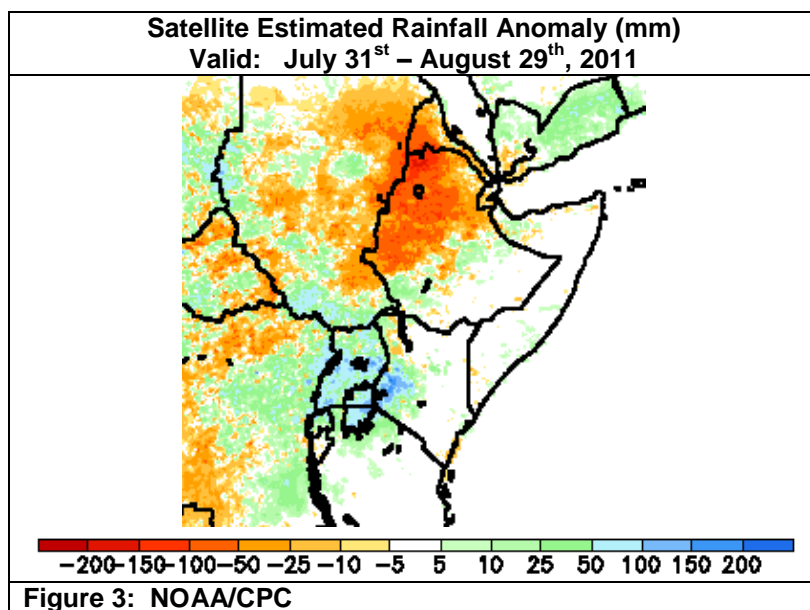 Satellite Estimated Rainfall Anomaly (mm)
Valid: July 31st – August 29th, 2011
−200 −150 −100 −50 −25 −10 −5 5 10 25 50 100 150 200
Figure 3: NOAA/CPC